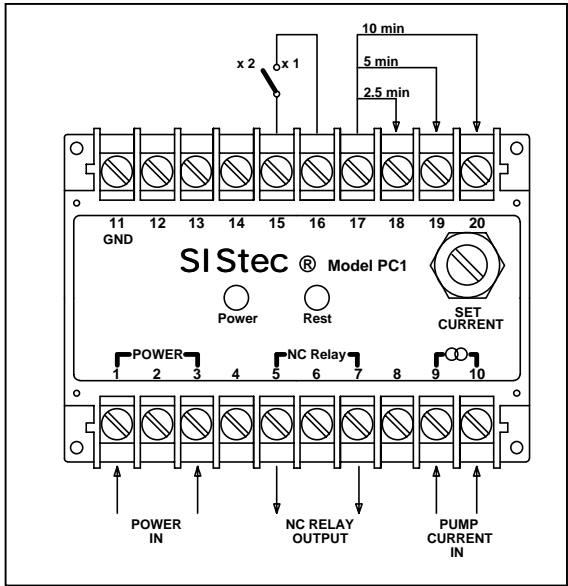 10 min
x 2 x 1
5 min
2.5 min
11 12 13 14 15 16 17 18 19 20
GND
SIStec ® Model PC1
Power Rest
SET
CURRENT
POWER NC Relay
1 2 3 4 5 6 7 8 9 10
POWER
IN
NC RELAY
OUTPUT
PUMP
CURRENT
IN